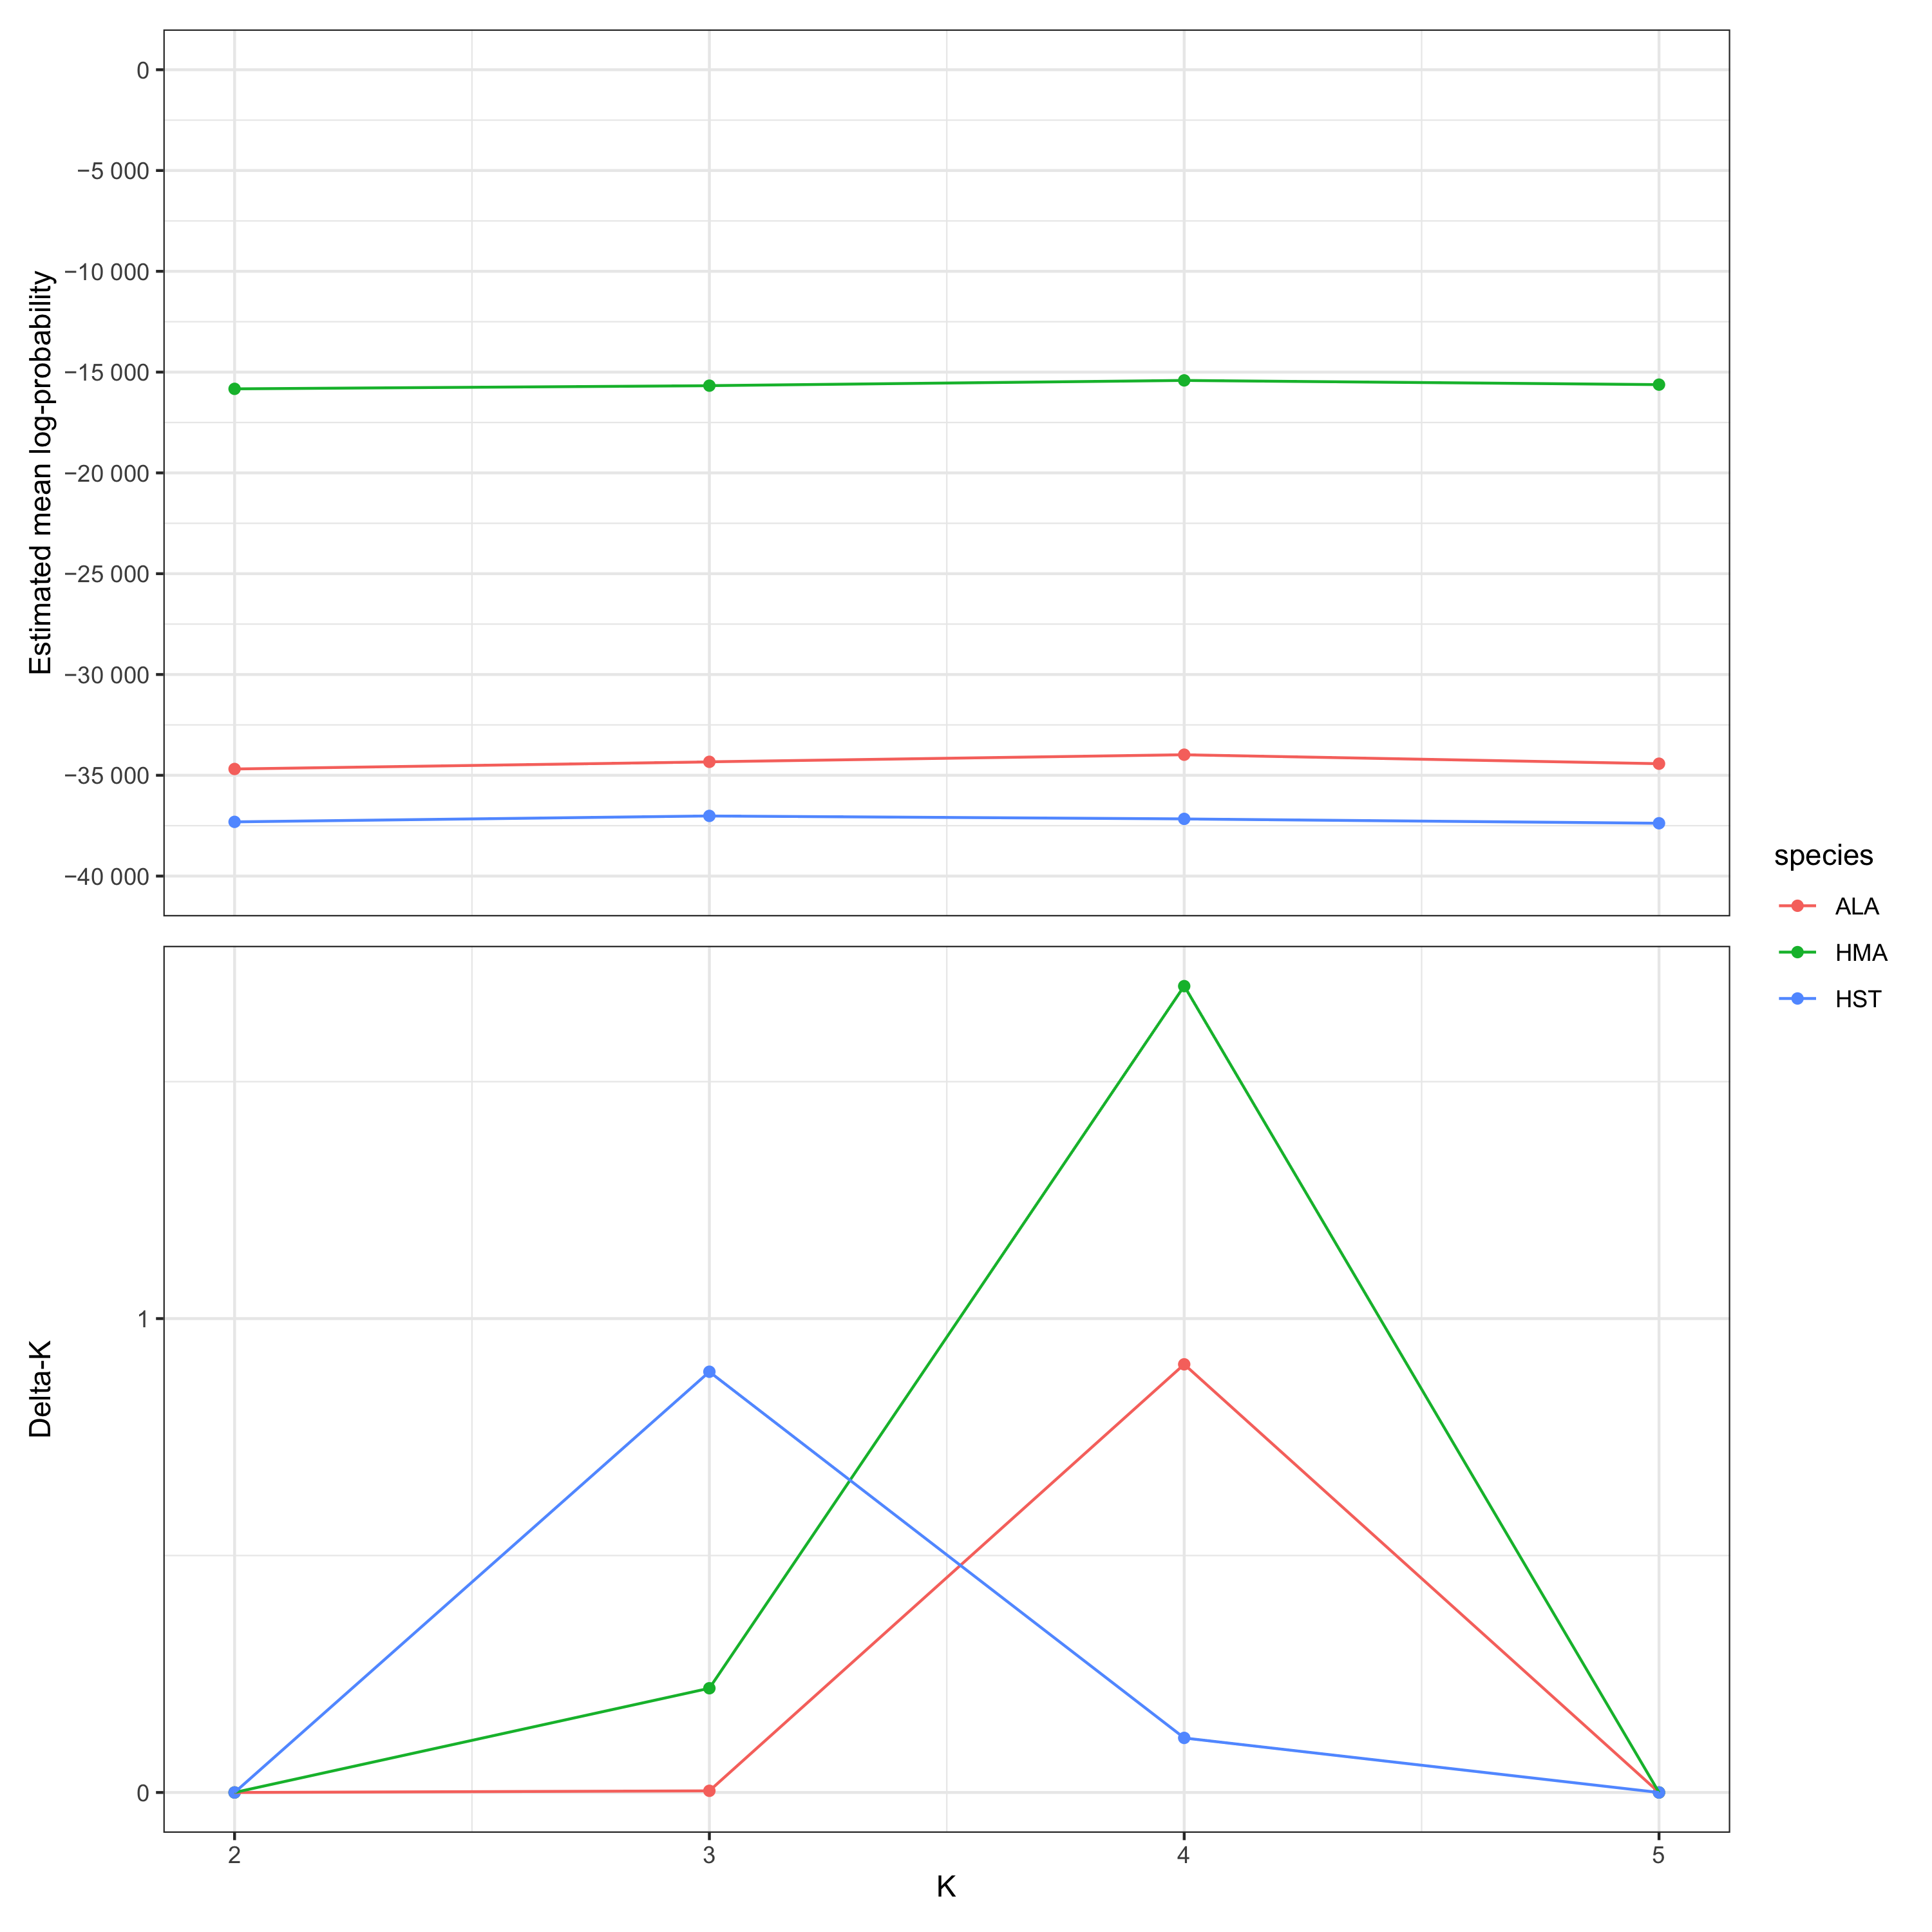 Estimated mean log-probability
0
−5 000
−10 000
−15 000
−20 000
−25 000
−30 000
−35 000
−40 000
Delta-K
1
0
2 3 4 5
K
species
ALA
HMA
HST